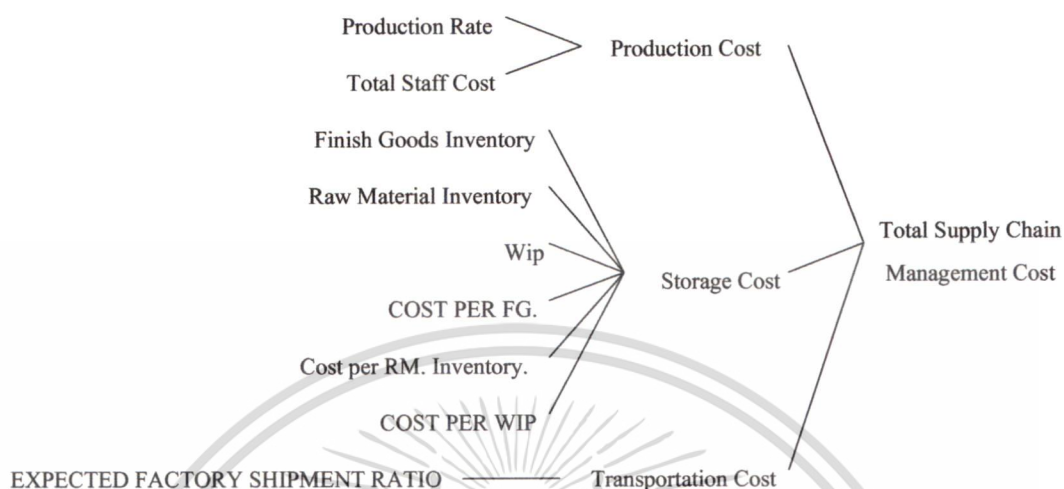 Production Rate
Production Cost
Total Staff Cost
Finish Goods Inventory
Raw Material Inventory
Total Supply Chain
Management Cost
Wip
Storage Cost
COST PER FG.
Cost per RM. Inventory.
COST PER WIP
EXPECTED FACTORY SHIPMENT RATIO
Transportation Cost